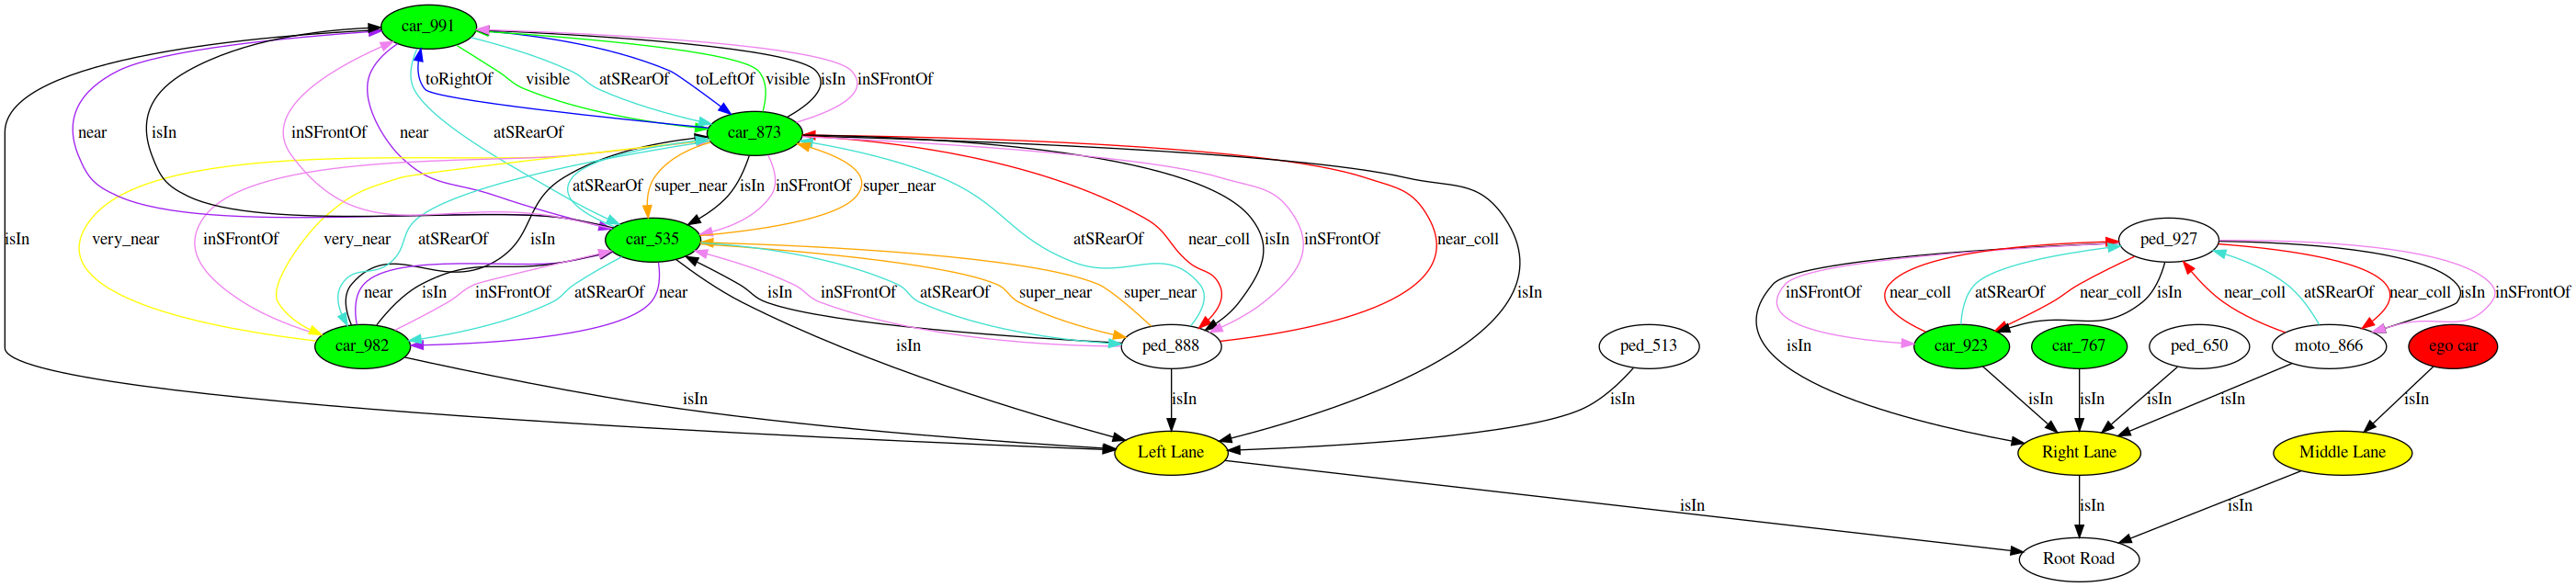 car_991
toRightOf visible atSRearOf toLeftOf visible isIn inSFrontOf
near isIn inSFrontOf near atSRearOf car_873
atSRearOf super_near isIn inSFrontOf super_near
isIn very_near inSFrontOf very_near atSRearOf isIn car_535 atSRearOf near_coll isIn inSFrontOf near_coll ped_927
near isIn inSFrontOf atSRearOf near isIn inSFrontOf atSRearOf super_near super_near isIn inSFrontOf near_coll atSRearOf near_coll isIn near_coll atSRearOf near_coll isIn inSFrontOf
car_982 isIn ped_888 ped_513 isIn car_923 car_767 ped_650 moto_866 ego car
isIn isIn isIn isIn isIn isIn isIn isIn
Left Lane Right Lane Middle Lane
isIn isIn isIn
Root Road